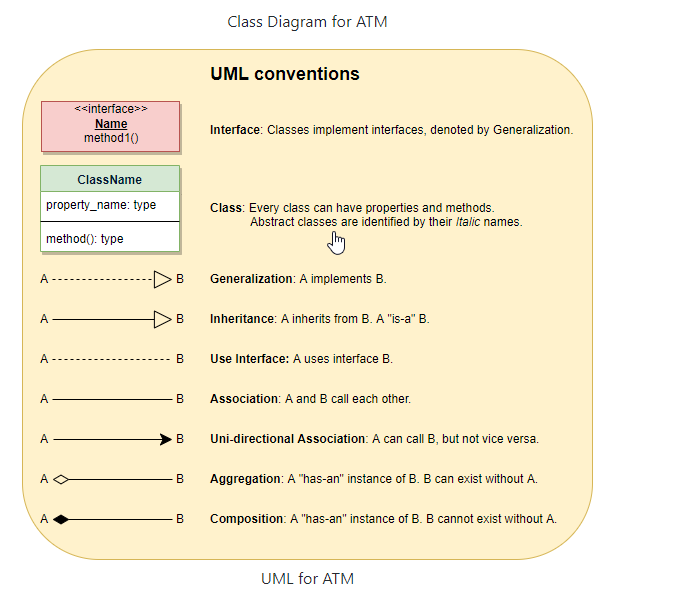 Class Diagram for ATM
UML conventions
<<interface>>
Name
method1()
Interface: Classes implement interfaces, denoted by Generalization.
ClassName
property_name: type
method(): type
Class: Every class can have properties and methods.
Abstract classes are identified by their Italic names.
A B Generalization: A implements B.
A B Inheritance: A inherits from B. A "is-a" B.
A B Use Interface: A uses interface B.
A B Association: A and B call each other.
A B Uni-directional Association: A can call B, but not vice versa.
A B Aggregation: A "has-an" instance of B. B can exist without A.
A B Composition: A "has-an" instance of B. B cannot exist without A.
UML for ATM